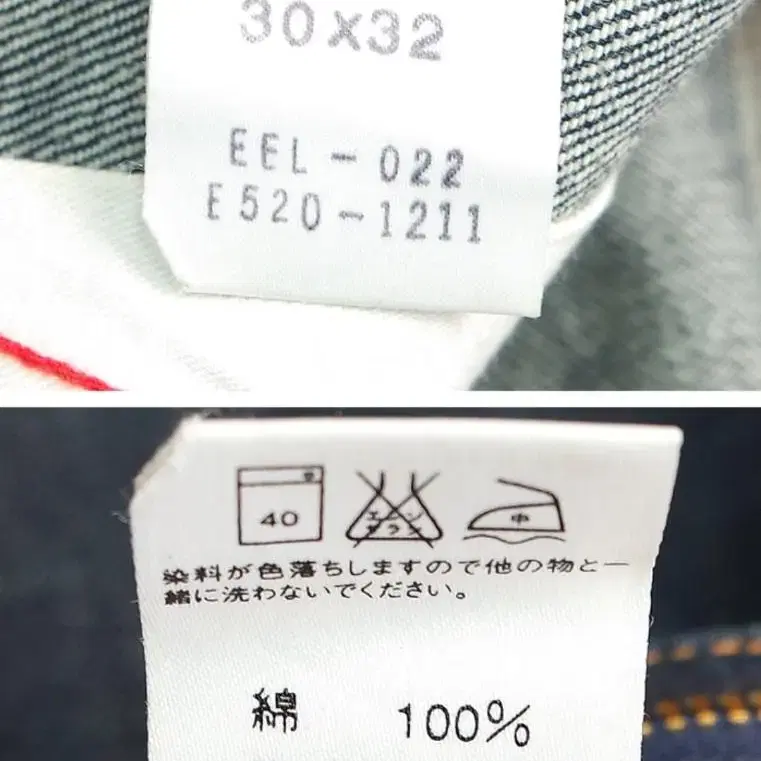 30x32
EEL-022
E520-1211
40
エンソ
サラシ
中
染料が色落ちしますので他の物と一
緒に洗わないでください。
綿 100%